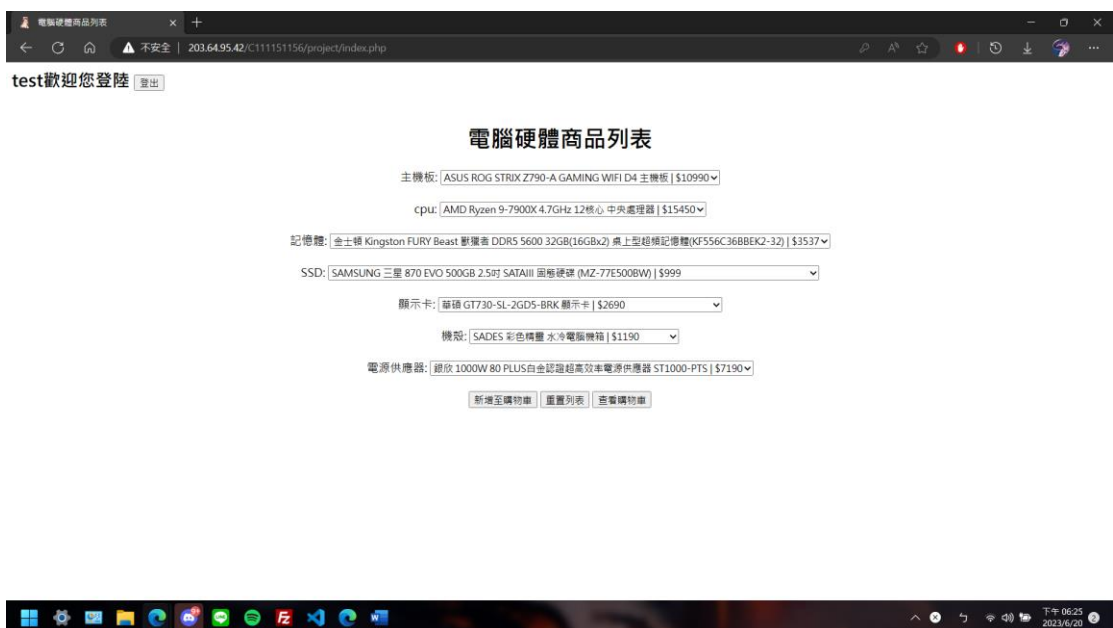 電腦硬體商品列表
不安全 | 203.64.95.42/C111151156/project/index.php
test歡迎您登陸 登出
電腦硬體商品列表
主機板: ASUS ROG STRIX Z790-A GAMING WIFI D4 主機板 | $10990
cpu: AMD Ryzen 9-7900X 4.7GHz 12核心 中央處理器 | $15450
記憶體: 金士頓 Kingston FURY Beast 獸獵者 DDR5 5600 32GB(16GBx2) 桌上型超頻記憶體(KF556C36BBEK2-32) | $3537
SSD: SAMSUNG 三星 870 EVO 500GB 2.5吋 SATAIII 固態硬碟 (MZ-77E500BW) | $999
顯示卡: 華碩 GT730-SL-2GD5-BRK 顯示卡 | $2690
機殼: SADES 彩色精靈 水冷電腦機箱 | $1190
電源供應器: 銀欣 1000W 80 PLUS白金認證超高效率電源供應器 ST1000-PTS | $7190
新增至購物車 重置列表 查看購物車
下午 06:25
2023/6/20